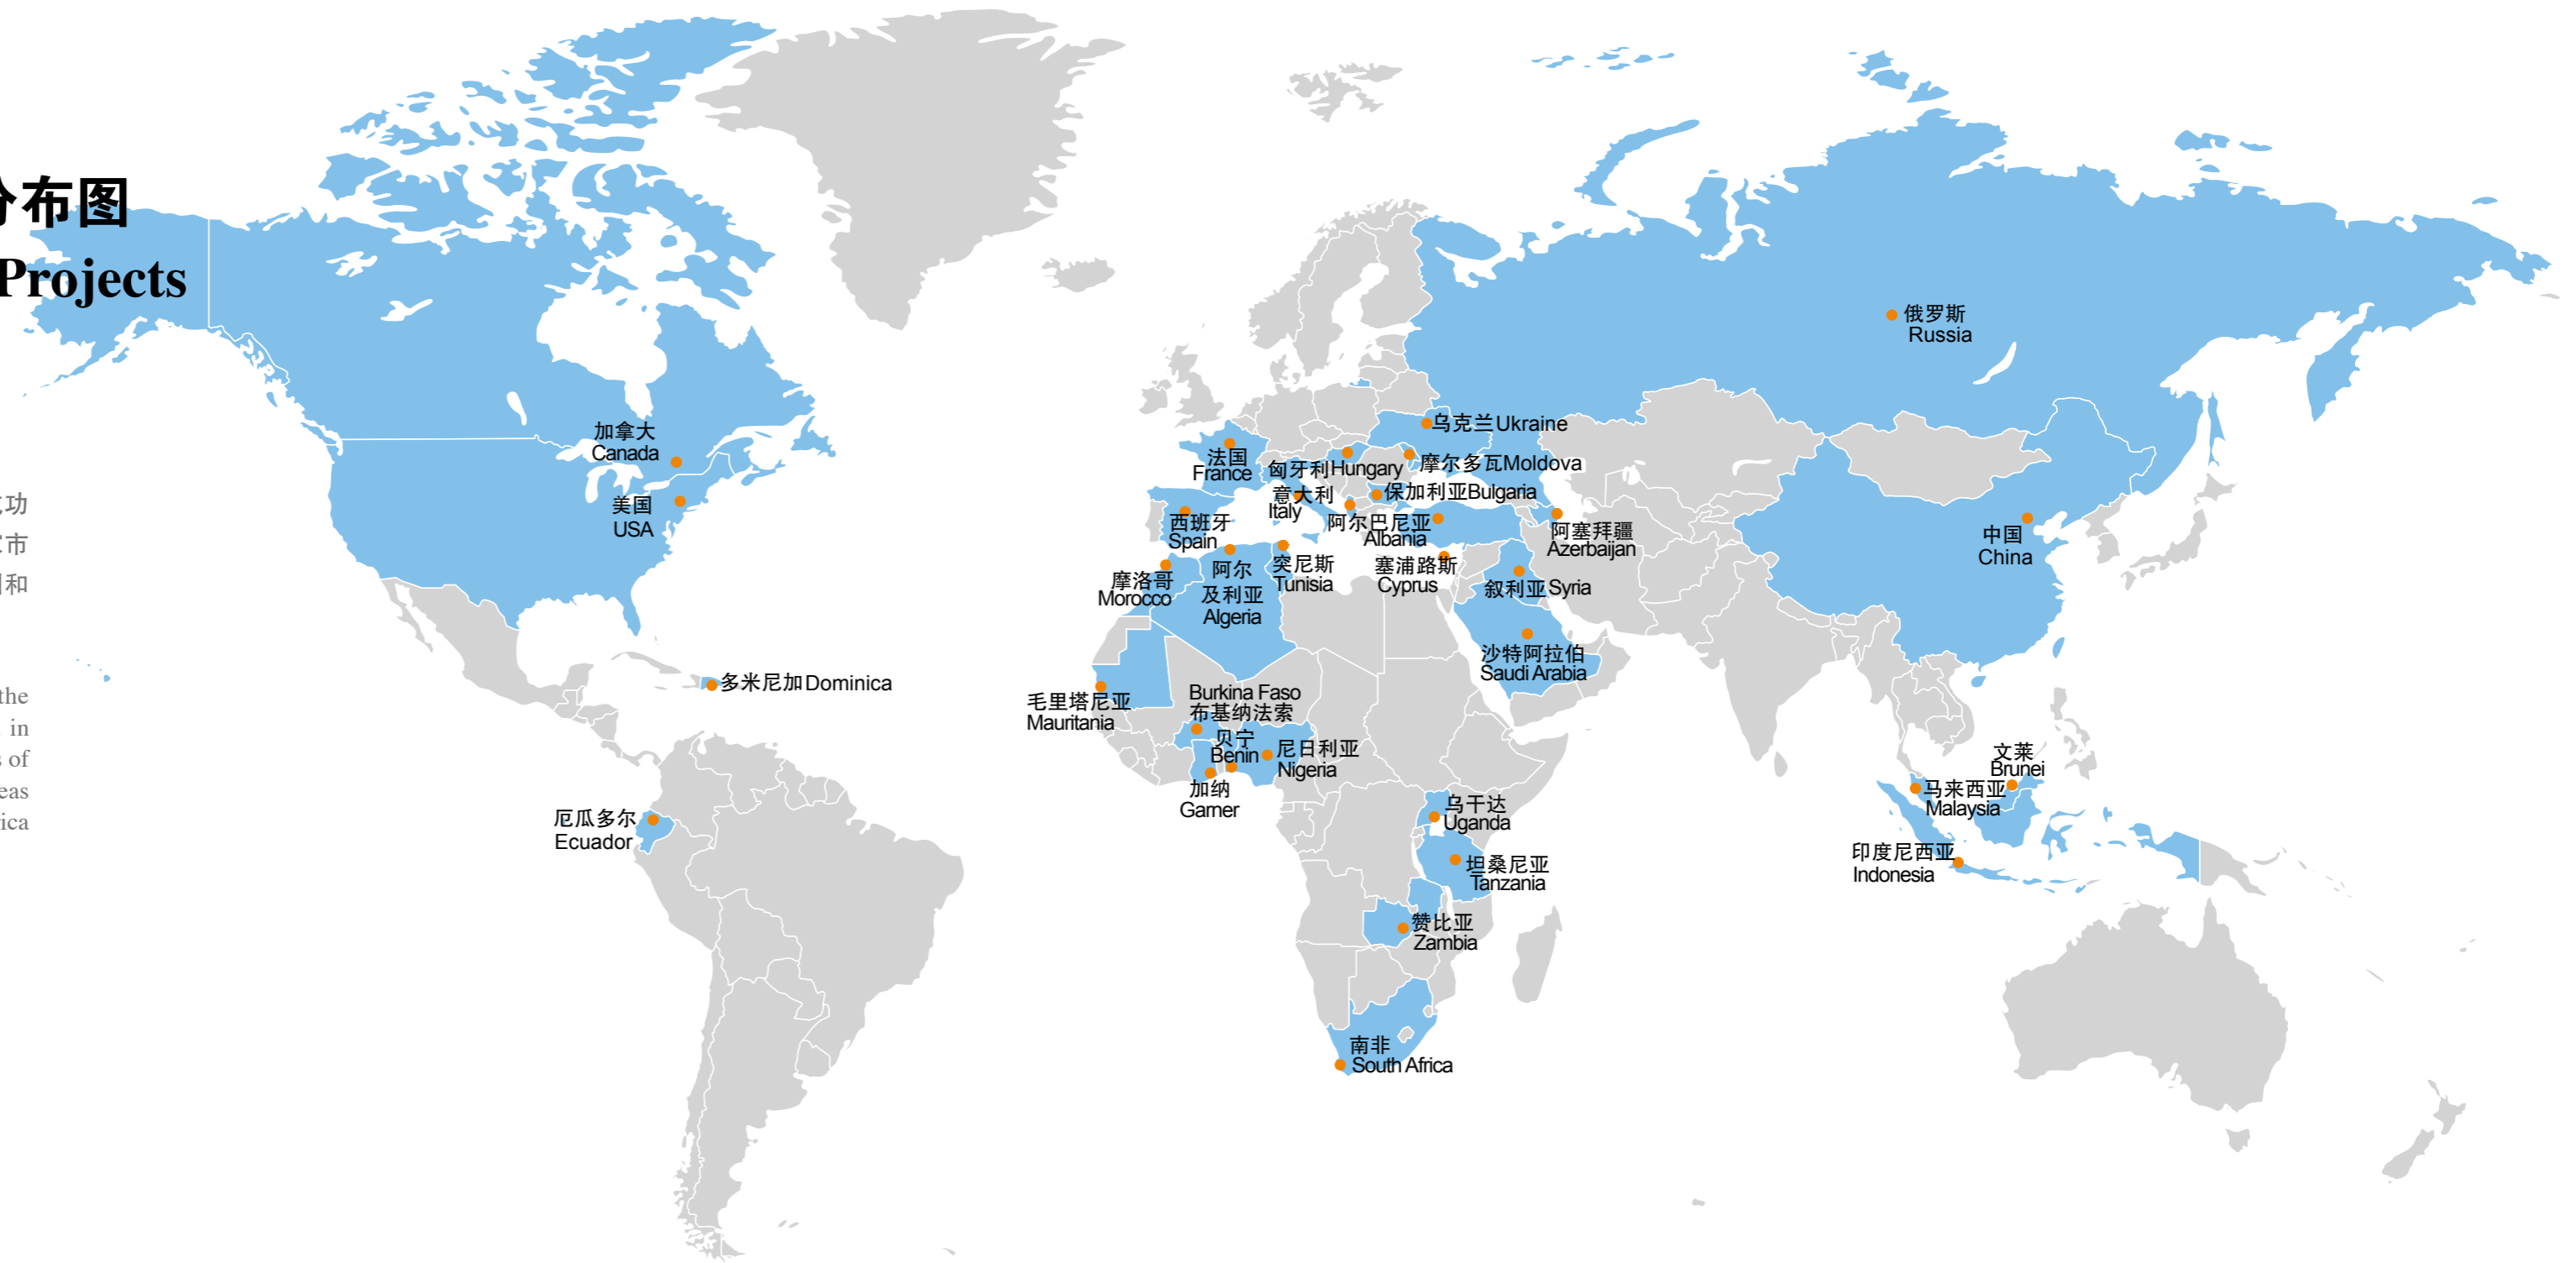 分布图
Projects
功
市
和
the
in
of
ica
加拿大
Canada
美国
USA
多米尼加Dominica
厄瓜多尔
Ecuador
俄罗斯
Russia
乌克兰Ukraine
法国
France
匈牙利Hungary
摩尔多瓦Moldova
意大利
Italy
保加利亚Bulgaria
西班牙
Spain
阿尔巴尼亚
Albania
阿塞拜疆
Azerbaijan
中国
China
摩洛哥
Morocco
阿尔
及利亚
Algeria
突尼斯
Tunisia
塞浦路斯
Cyprus
叙利亚Syria
沙特阿拉伯
Saudi Arabia
毛里塔尼亚
Mauritania
Burkina Faso
布基纳法索
贝宁
Benin
尼日利亚
Nigeria
加纳
Gamer
乌干达
Uganda
坦桑尼亚
Tanzania
赞比亚
Zambia
南非
South Africa
文莱
Brunei
马来西亚
Malaysia
印度尼西亚
Indonesia